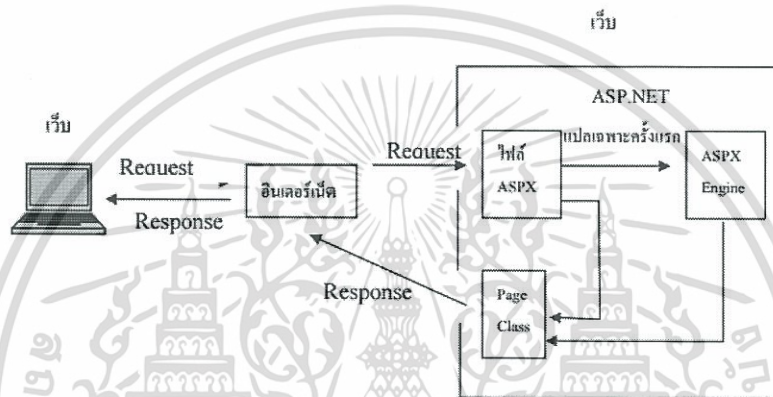 เว็บ
ASP.NET
เว็บ
แปลเฉพาะครั้งแรก
Request
Request
ไฟล์
ASPX
ASPX
Engine
อินเตอร์เน็ต
Response
Response
Page
Class